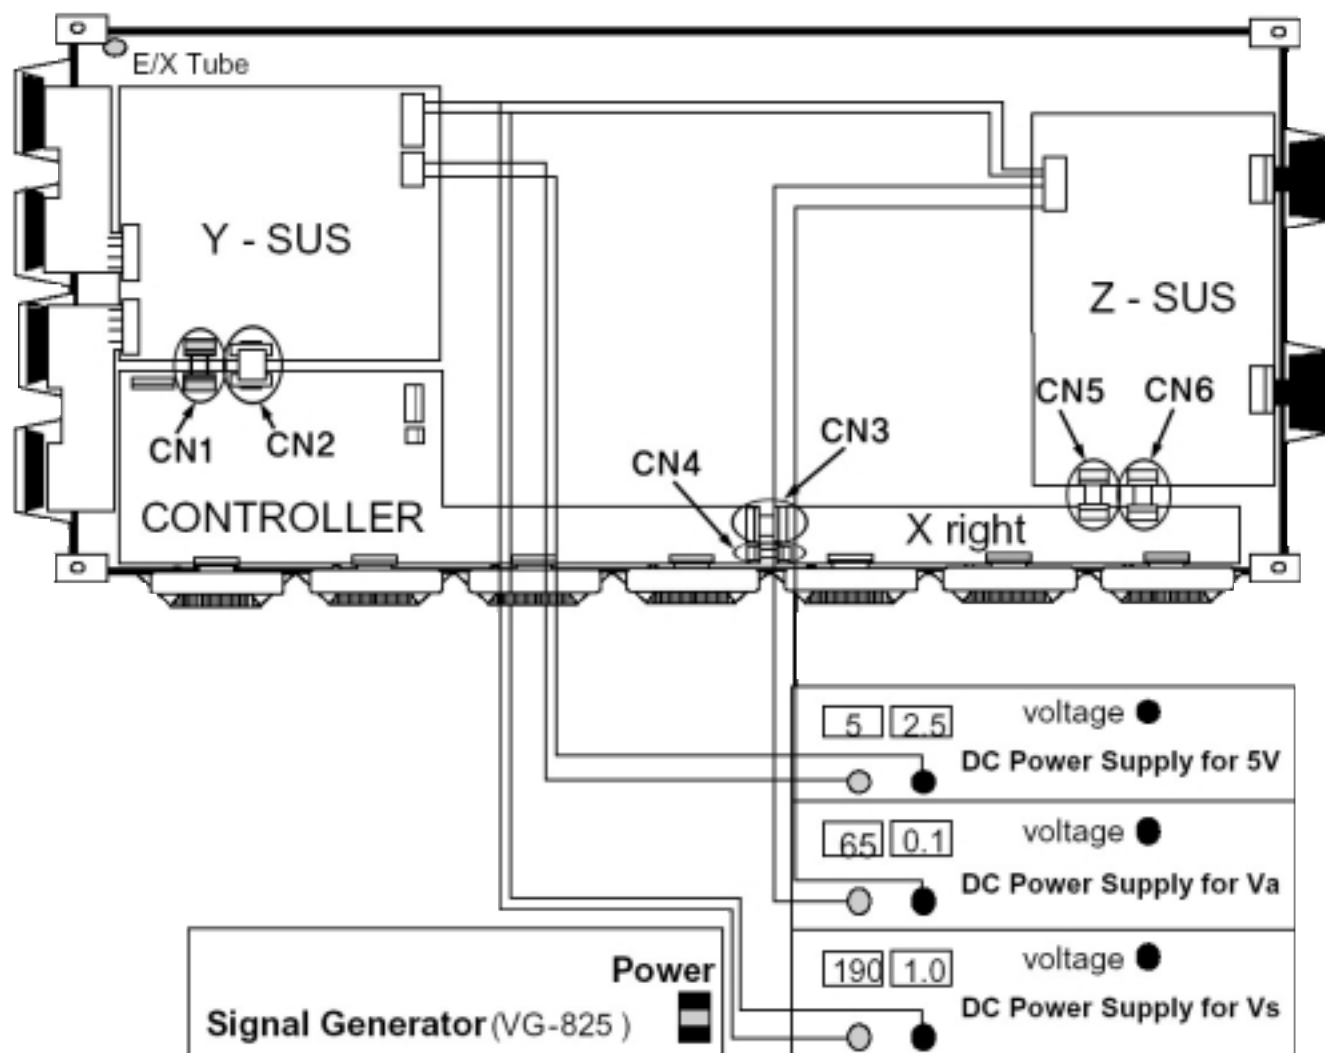 E/X Tube
Y - SUS
Z - SUS
CN1
CN2
CN5
CN6
CN3
CN4
CONTROLLER
X right
5 2.5 voltage
DC Power Supply for 5V
65 0.1 voltage
DC Power Supply for Va
190 1.0 voltage
DC Power Supply for Vs
Power
Signal Generator (VG-825 )